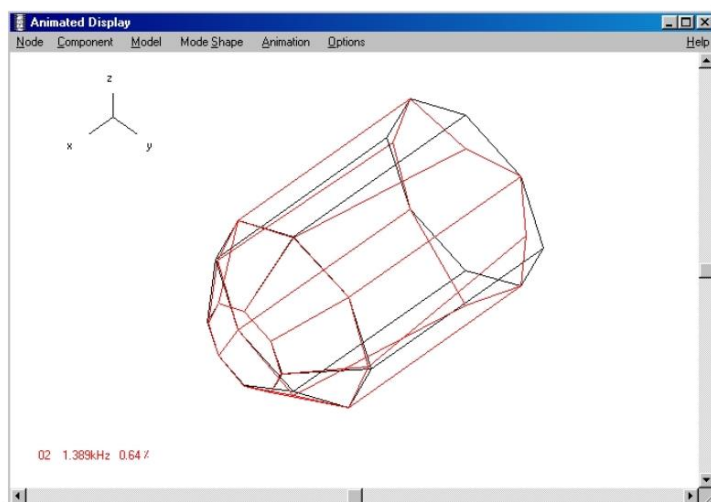 Animated Display
Node Component Model Mode Shape Animation Options Help
z
x y
02 1.389kHz 0.64 %